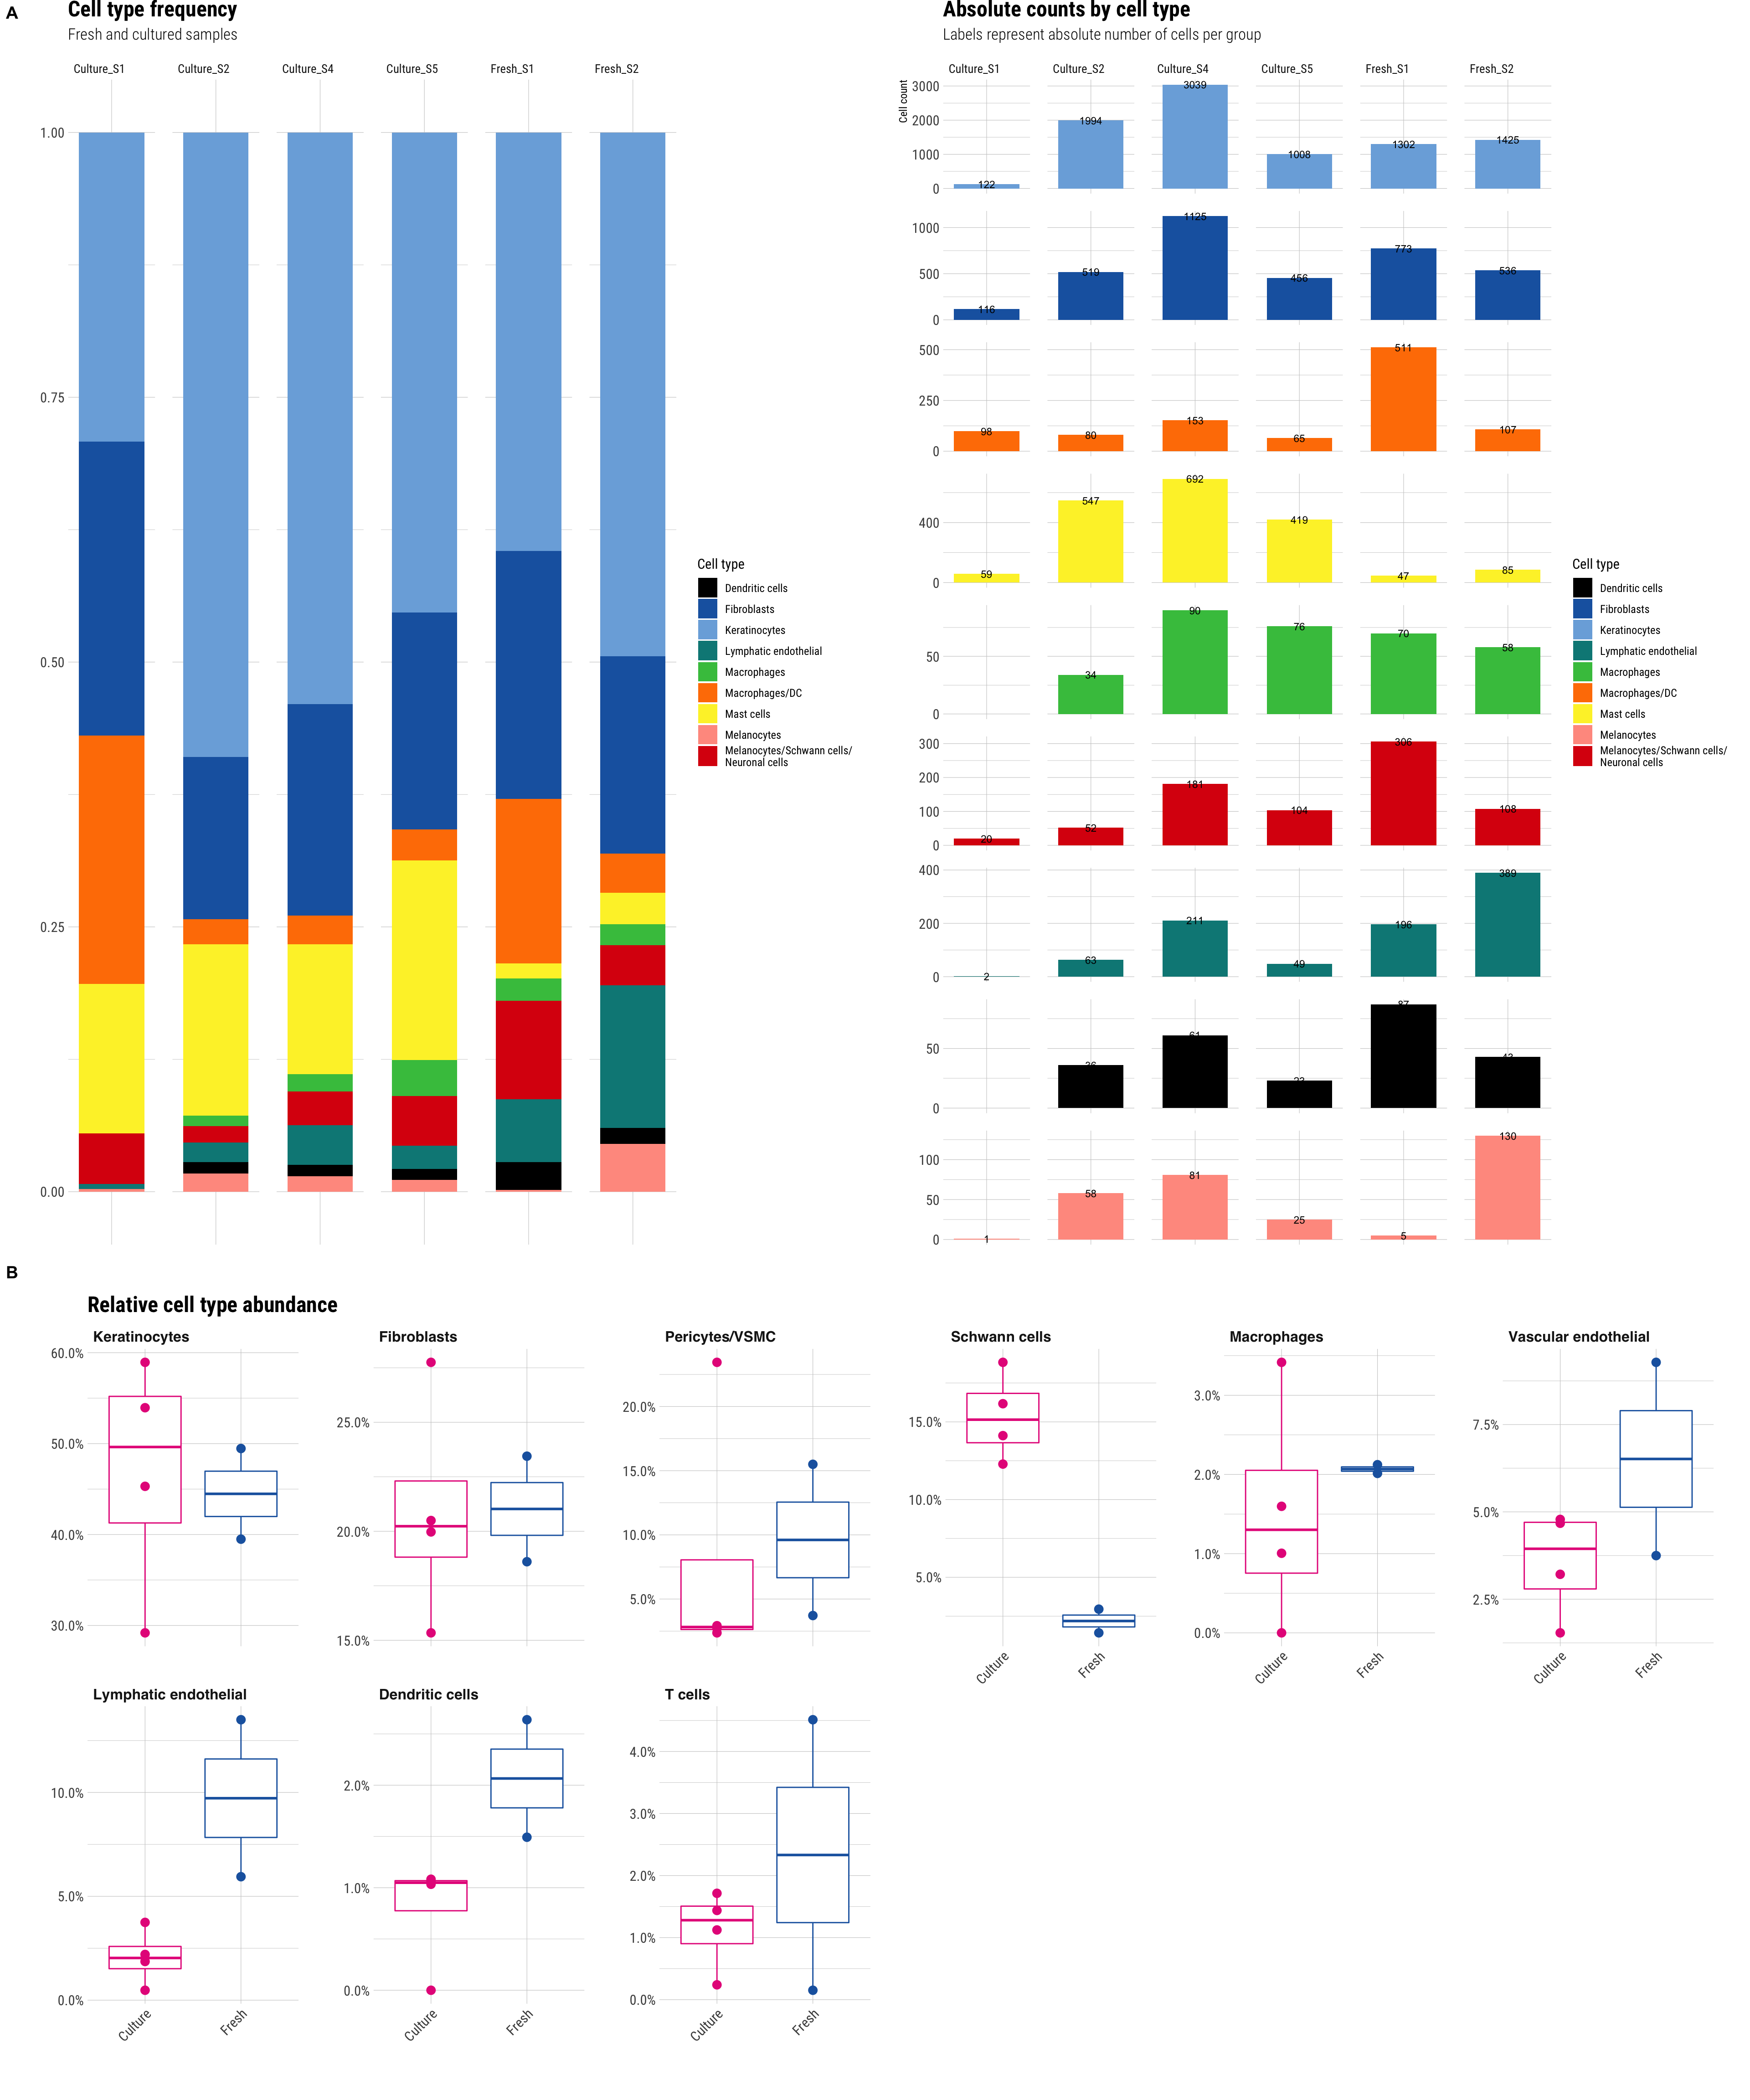 A
Cell type frequency
Fresh and cultured samples
Culture_S1 Culture_S2 Culture_S4 Culture_S5 Fresh_S1 Fresh_S2
1.00
0.75
0.50
0.25
0.00
Cell type
Dendritic cells
Fibroblasts
Keratinocytes
Lymphatic endothelial
Macrophages
Macrophages/DC
Mast cells
Melanocytes
Melanocytes/Schwann cells/
Neuronal cells
Absolute counts by cell type
Labels represent absolute number of cells per group
Culture_S1 Culture_S2 Culture_S4 Culture_S5 Fresh_S1 Fresh_S2
Cell count
3000
2000
1000
0
122 1994 3039 1008 1302 1425
1000
500
0
116 519 1125 456 773 536
500
250
0
98 80 153 65 511 107
400
0
59 547 692 419 47 85
50
0
34 90 76 70 58
300
200
100
0
20 52 181 104 306 108
400
200
0
2 63 211 49 196 389
50
0
36 61 23 87 43
100
50
0
1 58 81 25 5 130
Cell type
Dendritic cells
Fibroblasts
Keratinocytes
Lymphatic endothelial
Macrophages
Macrophages/DC
Mast cells
Melanocytes
Melanocytes/Schwann cells/
Neuronal cells
B
Relative cell type abundance
Keratinocytes
60.0%
50.0%
40.0%
30.0%
Fibroblasts
25.0%
20.0%
15.0%
Pericytes/VSMC
20.0%
15.0%
10.0%
5.0%
Schwann cells
15.0%
10.0%
5.0%
Culture Fresh
Macrophages
3.0%
2.0%
1.0%
0.0%
Culture Fresh
Vascular endothelial
7.5%
5.0%
2.5%
Culture Fresh
Lymphatic endothelial
10.0%
5.0%
0.0%
Culture Fresh
Dendritic cells
2.0%
1.0%
0.0%
Culture Fresh
T cells
4.0%
3.0%
2.0%
1.0%
0.0%
Culture Fresh